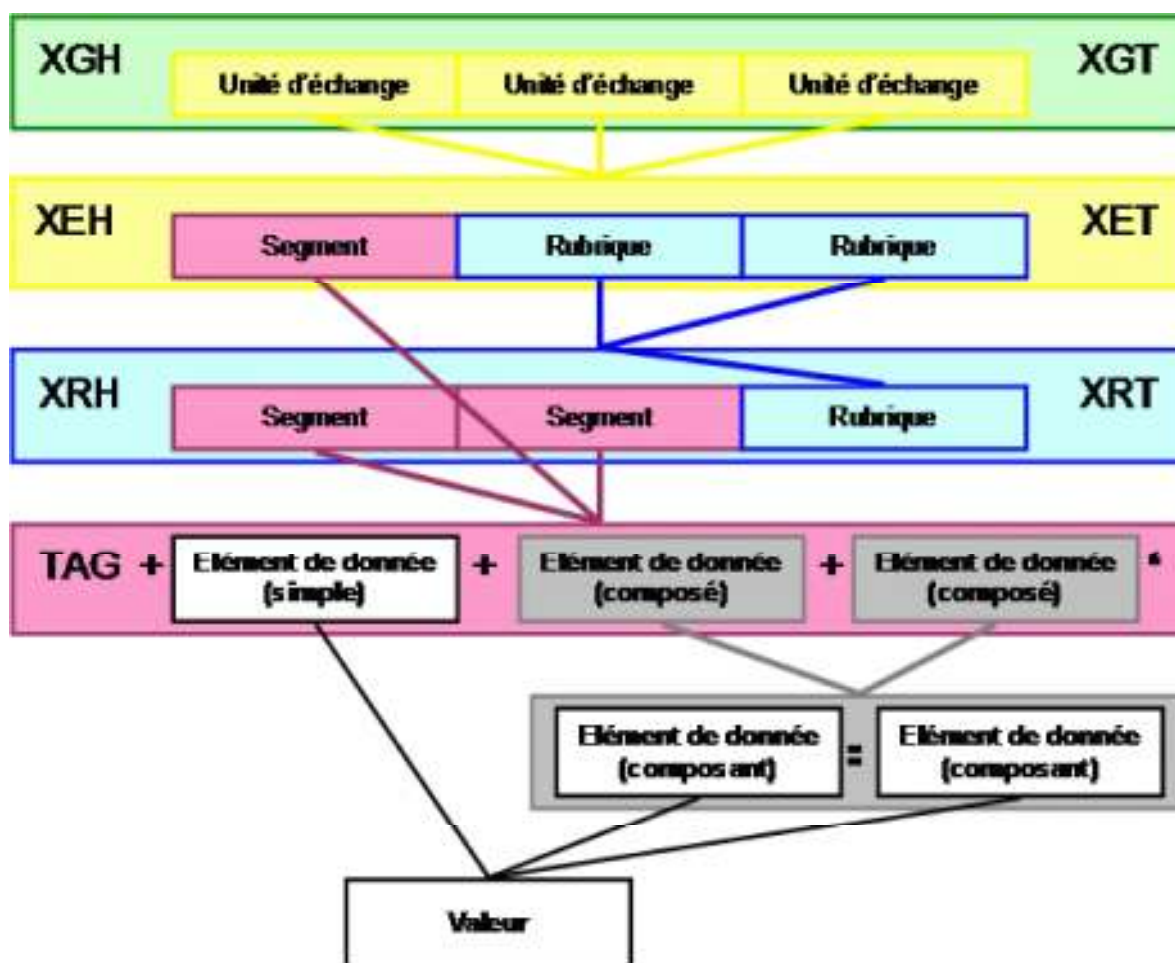 XGH Unité d'échange Unité d'échange Unité d'échange XGT
XEH Segment Rubrique Rubrique XET
XRH Segment Segment Rubrique XRT
TAG + Elément de donnée + Elément de donnée + Elément de donnée *
(simple) (composé) (composé)
Elément de donnée : Elément de donnée
(composant) (composant)
Valeur